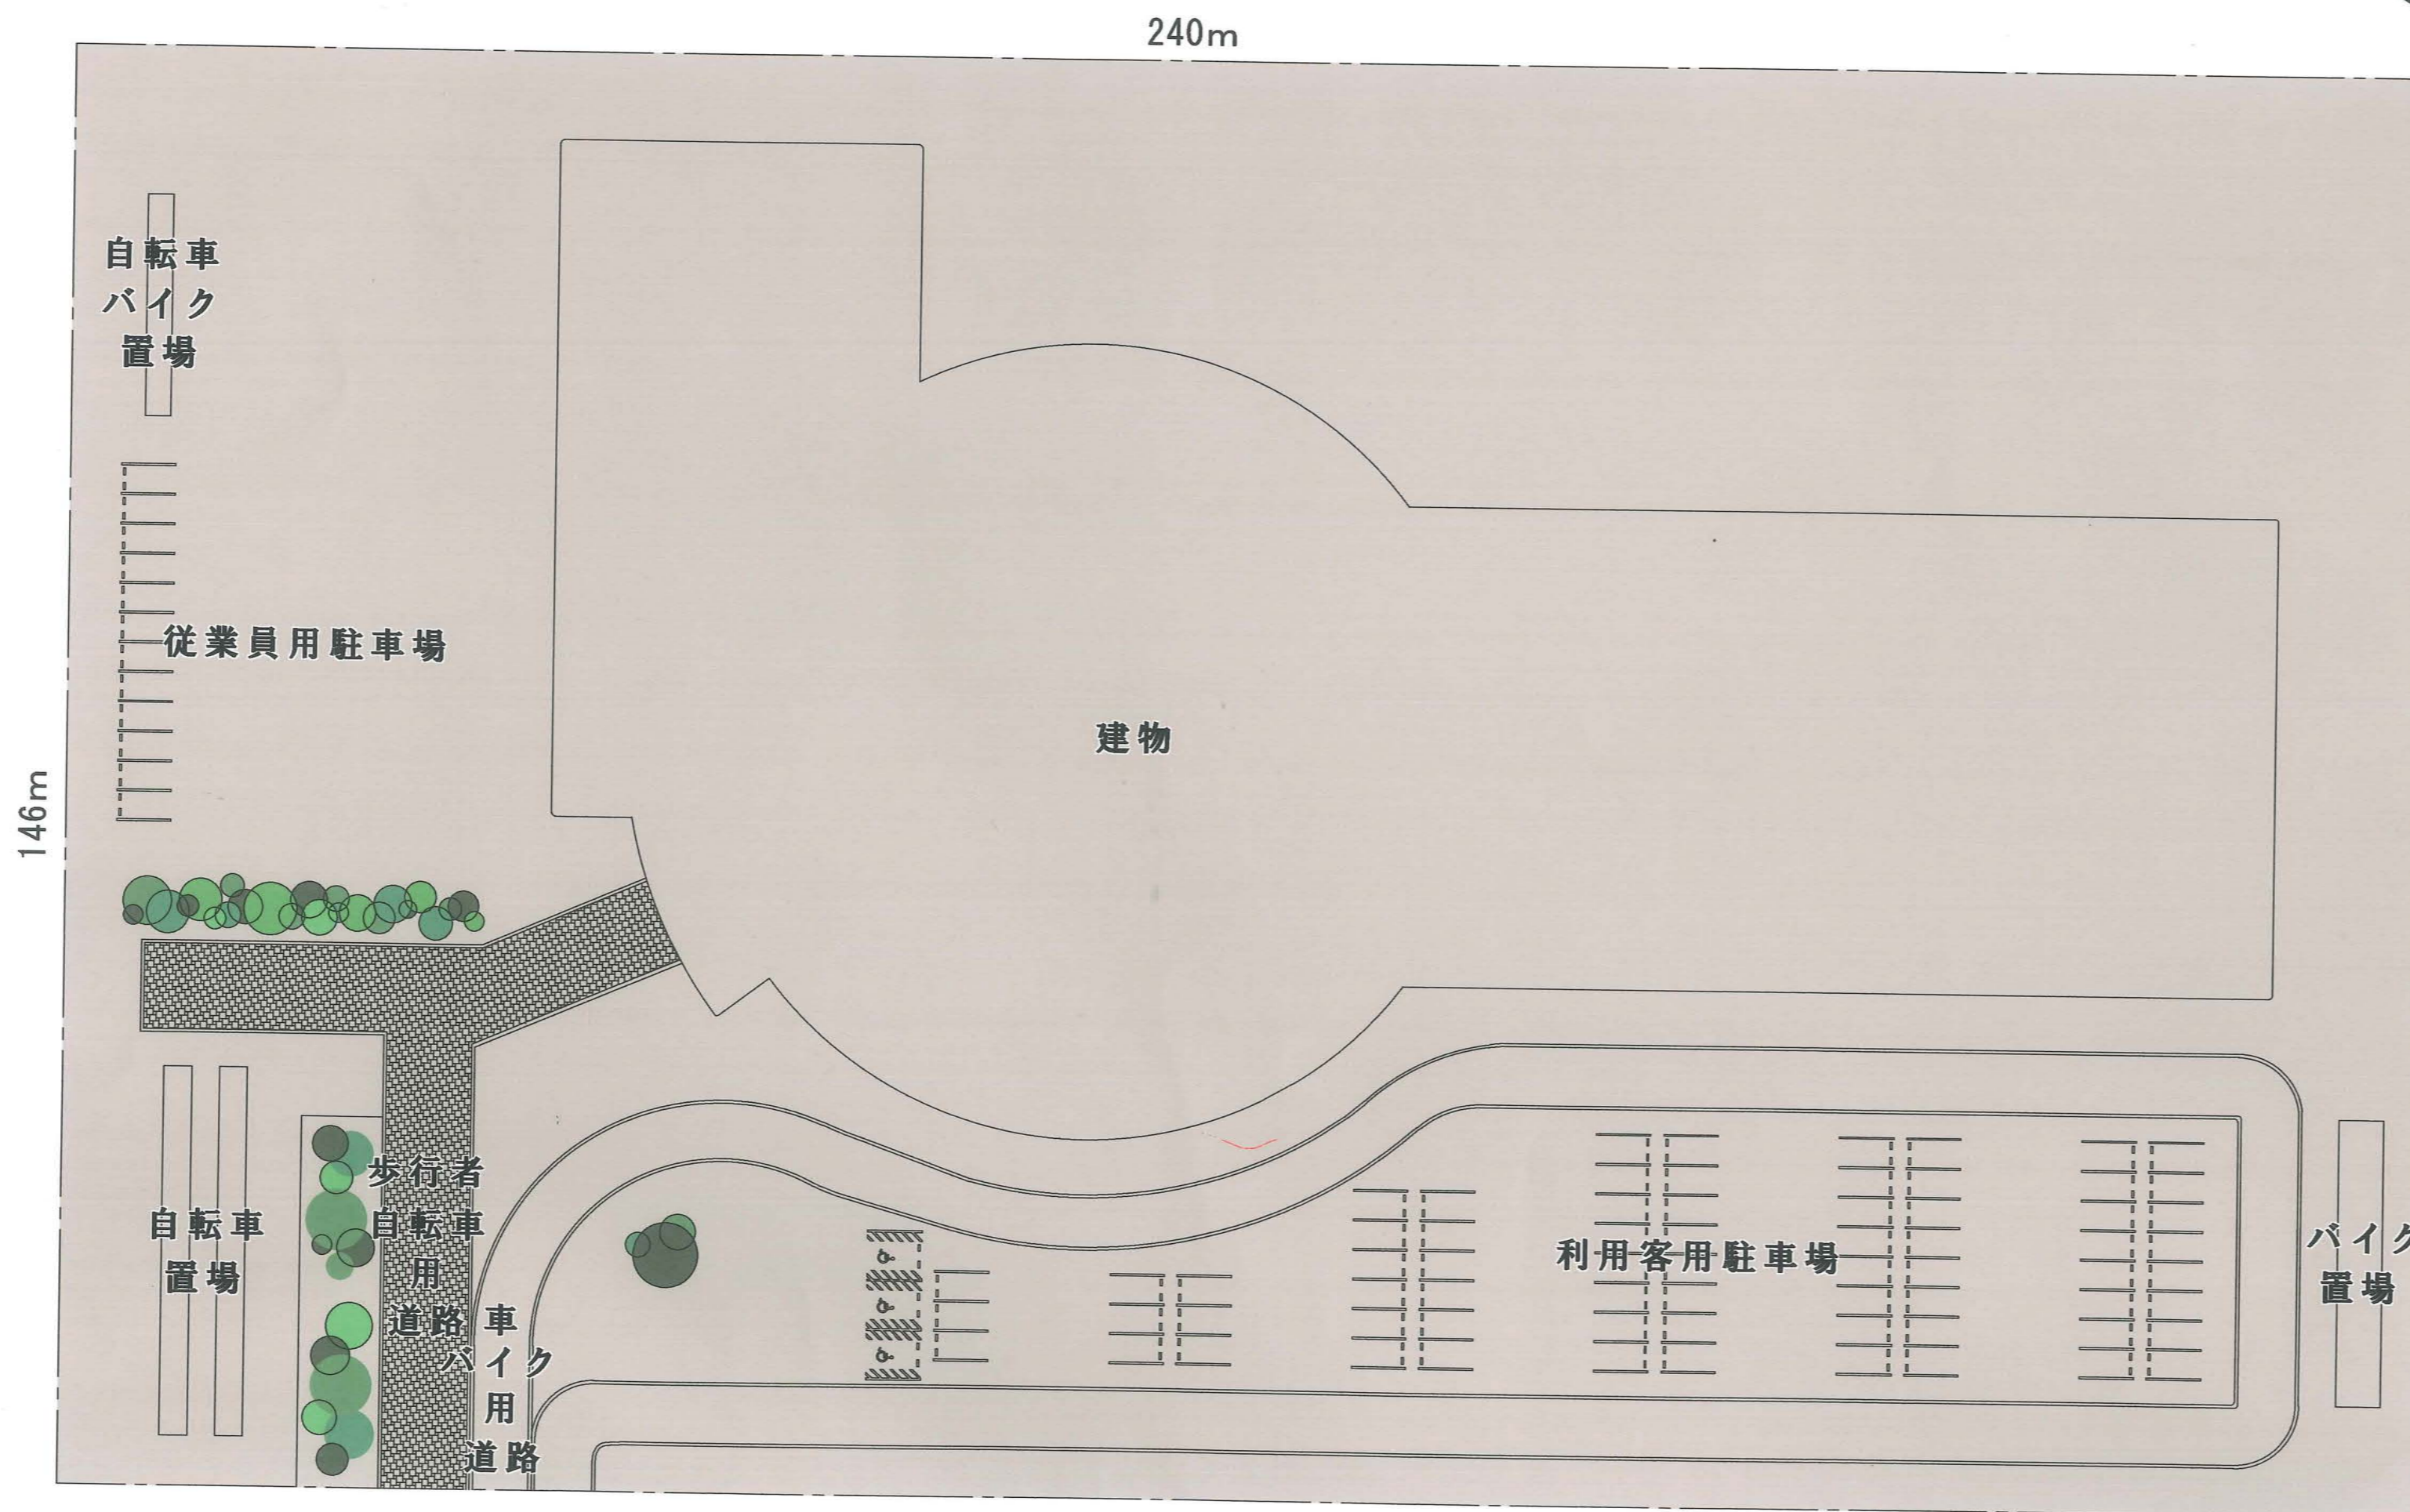 240m
自転車
バイク
置場
従業員用駐車場
建物
146m
歩行者
自転車
用
道路
自転車
置場
車
バイク
用
道路
利用客用駐車場
バイク
置場